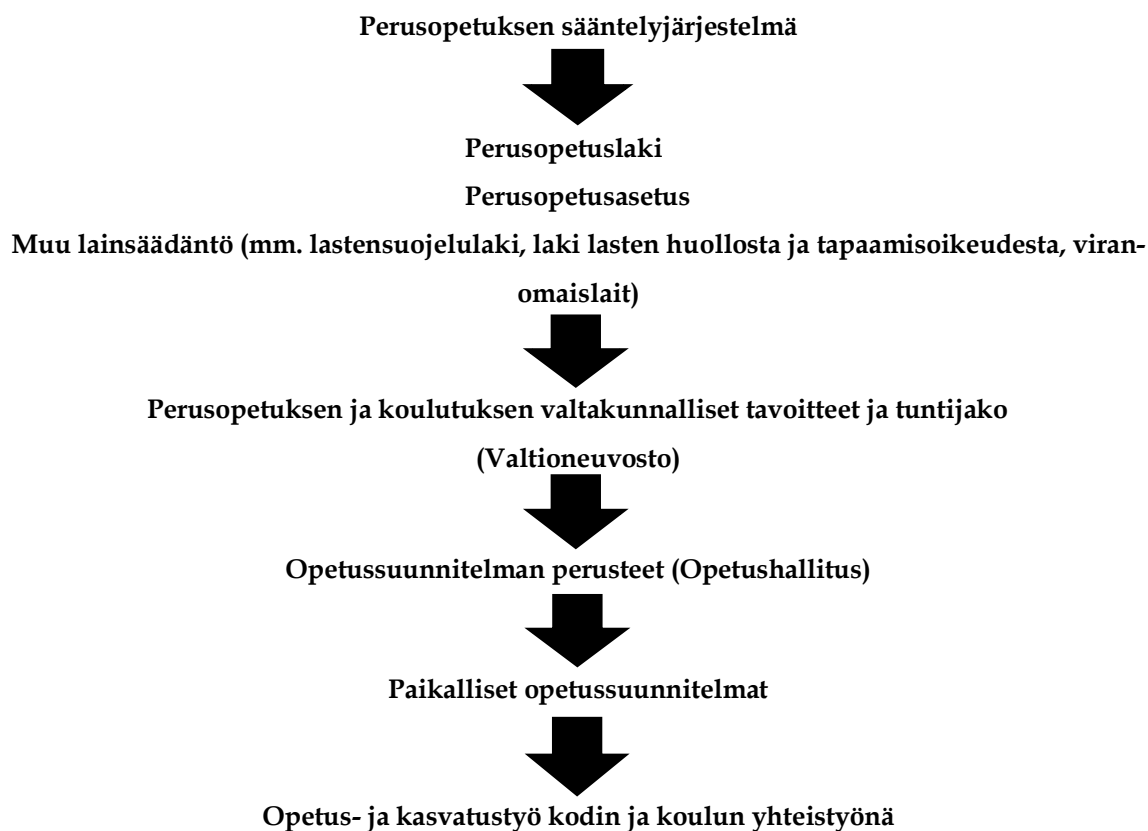 Perusopetuksen sääntelyjärjestelmä
Perusopetuslaki
Perusopetusasetus
Muu lainsäädäntö (mm. lastensuojelulaki, laki lasten huollosta ja tapaamisoikeudesta, viran-
omaislait)
Perusopetuksen ja koulutuksen valtakunnalliset tavoitteet ja tuntijako
(Valtioneuvosto)
Opetussuunnitelman perusteet (Opetushallitus)
Paikalliset opetussuunnitelmat
Opetus- ja kasvatustyö kodin ja koulun yhteistyönä